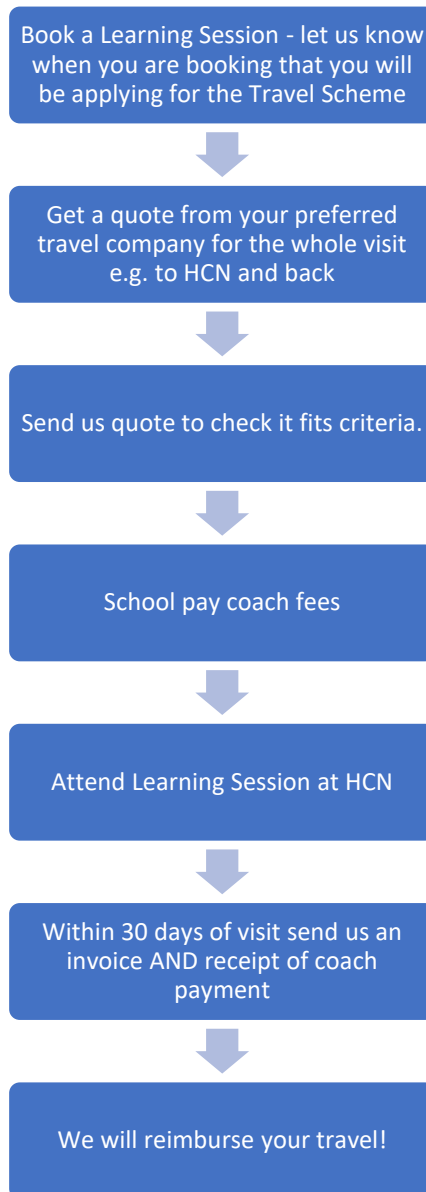 Book a Learning Session - let us know
when you are booking that you will
be applying for the Travel Scheme
Get a quote from your preferred
travel company for the whole visit
e.g. to HCN and back
Send us quote to check it fits criteria.
School pay coach fees
Attend Learning Session at HCN
Within 30 days of visit send us an
invoice AND receipt of coach
payment
We will reimburse your travel!